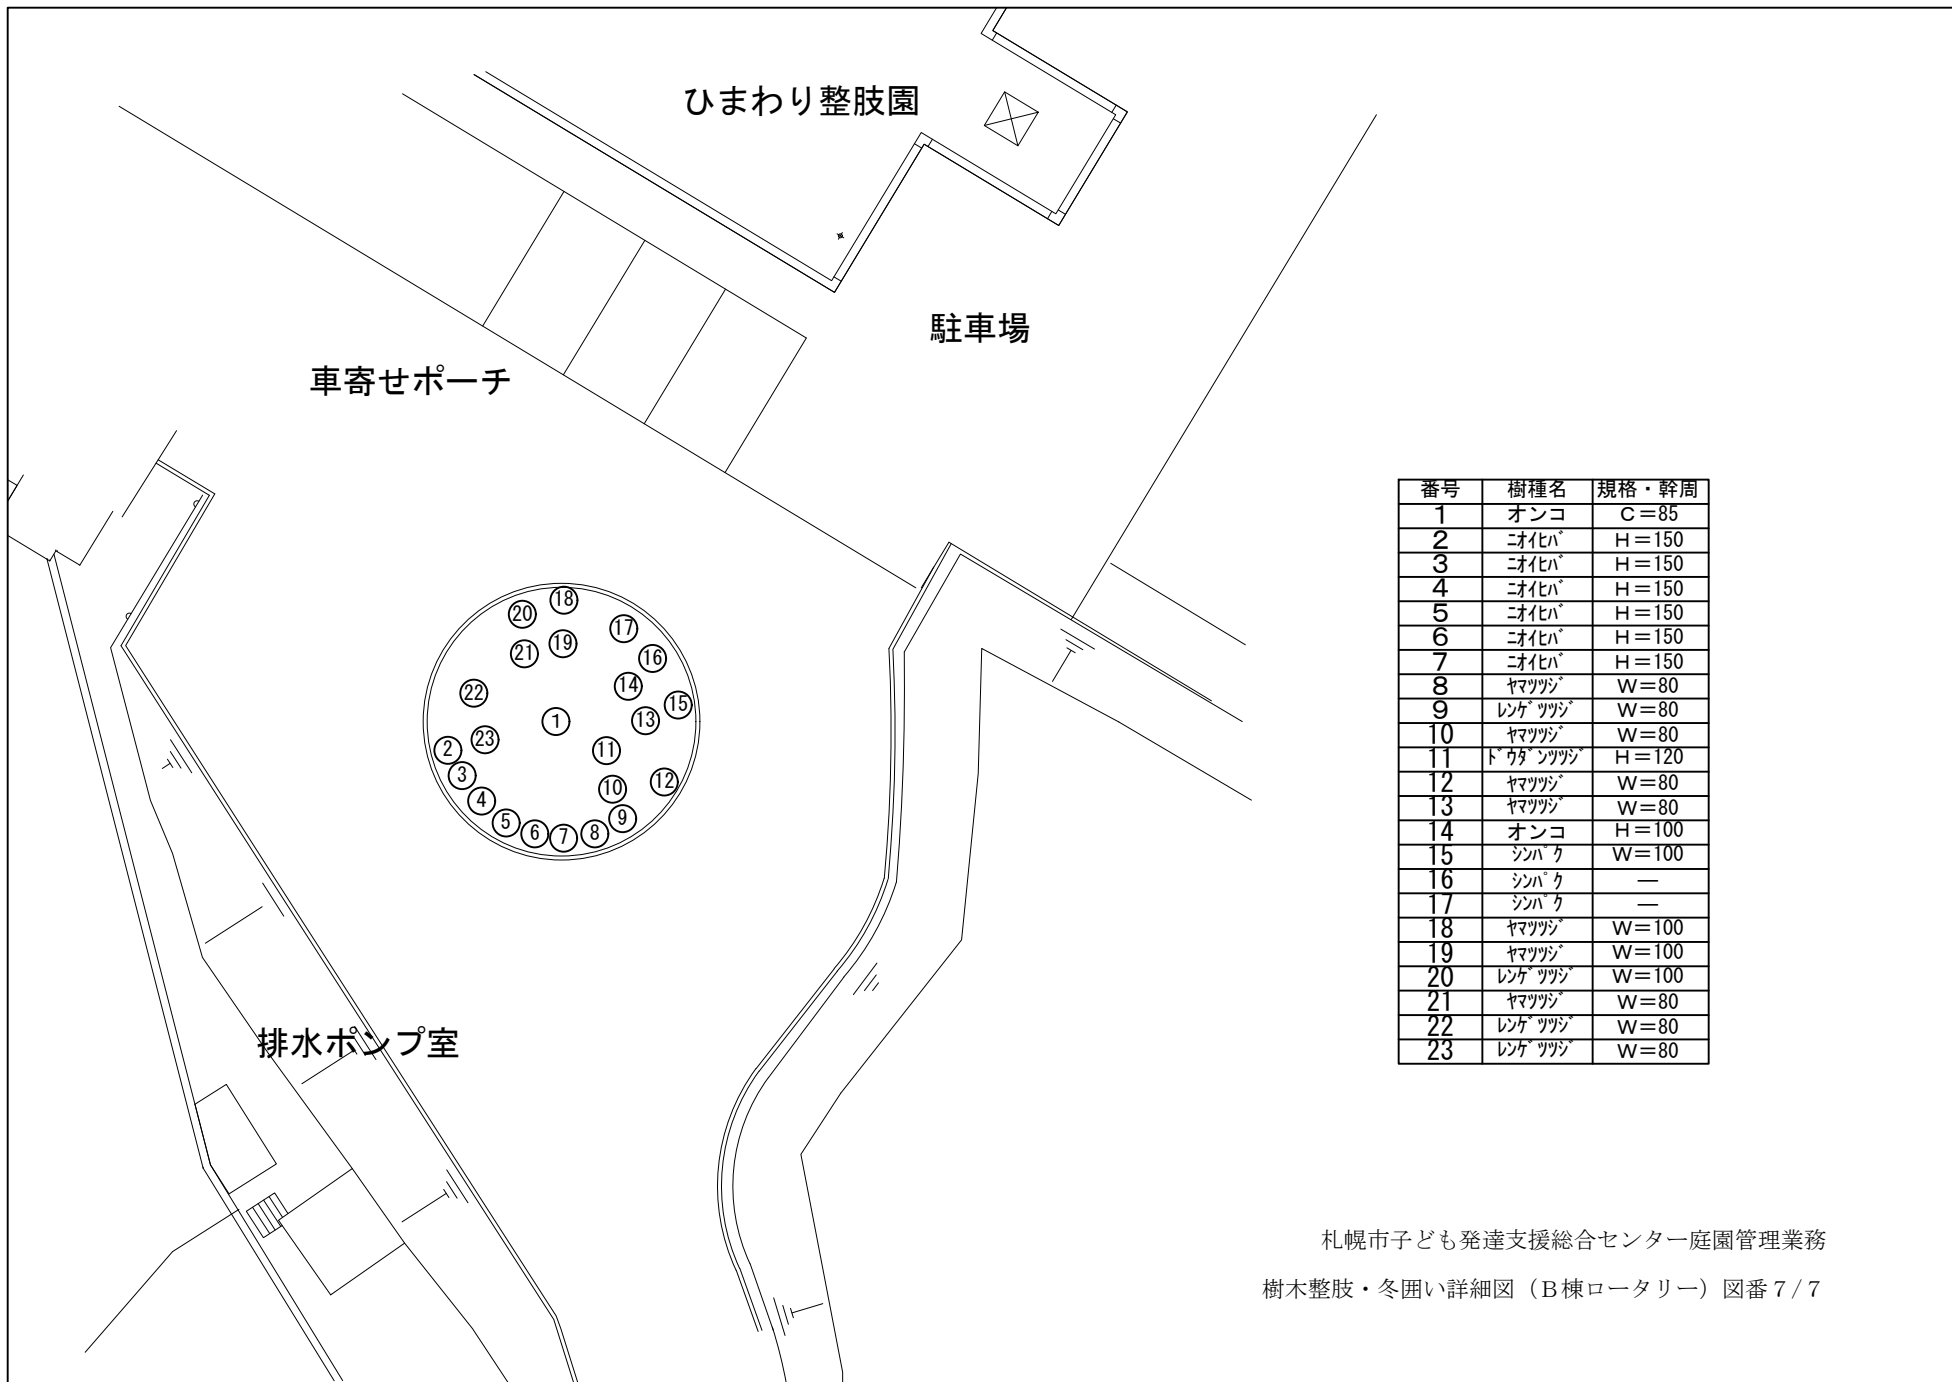 ひまわり整肢園
駐車場
車寄せポーチ
18
20
17
19
21
16
14
22
15
1
13
23
2
11
3
12
10
4
9
5
6
7
8
番号 樹種名 規格・幹周
1 オンコ C=85
2 ﾆｵｲﾋﾊﾞ H=150
3 ﾆｵｲﾋﾊﾞ H=150
4 ﾆｵｲﾋﾊﾞ H=150
5 ﾆｵｲﾋﾊﾞ H=150
6 ﾆｵｲﾋﾊﾞ H=150
7 ﾆｵｲﾋﾊﾞ H=150
8 ﾔﾏﾂﾂｼﾞ W=80
9 ﾚﾝｹﾞﾂﾂｼﾞ W=80
10 ﾔﾏﾂﾂｼﾞ W=80
11 ﾄﾞｳﾀﾞﾝﾂﾂｼﾞ H=120
12 ﾔﾏﾂﾂｼﾞ W=80
13 ﾔﾏﾂﾂｼﾞ W=80
14 オンコ H=100
15 ｼﾝﾊﾟｸ W=100
16 ｼﾝﾊﾟｸ ―
17 ｼﾝﾊﾟｸ ―
18 ﾔﾏﾂﾂｼﾞ W=100
19 ﾔﾏﾂﾂｼﾞ W=100
20 ﾚﾝｹﾞﾂﾂｼﾞ W=100
21 ﾔﾏﾂﾂｼﾞ W=80
22 ﾚﾝｹﾞﾂﾂｼﾞ W=80
23 ﾚﾝｹﾞﾂﾂｼﾞ W=80
排水ポンプ室
札幌市子ども発達支援総合センター庭園管理業務
樹木整肢・冬囲い詳細図（B棟ロータリー）図番7/7